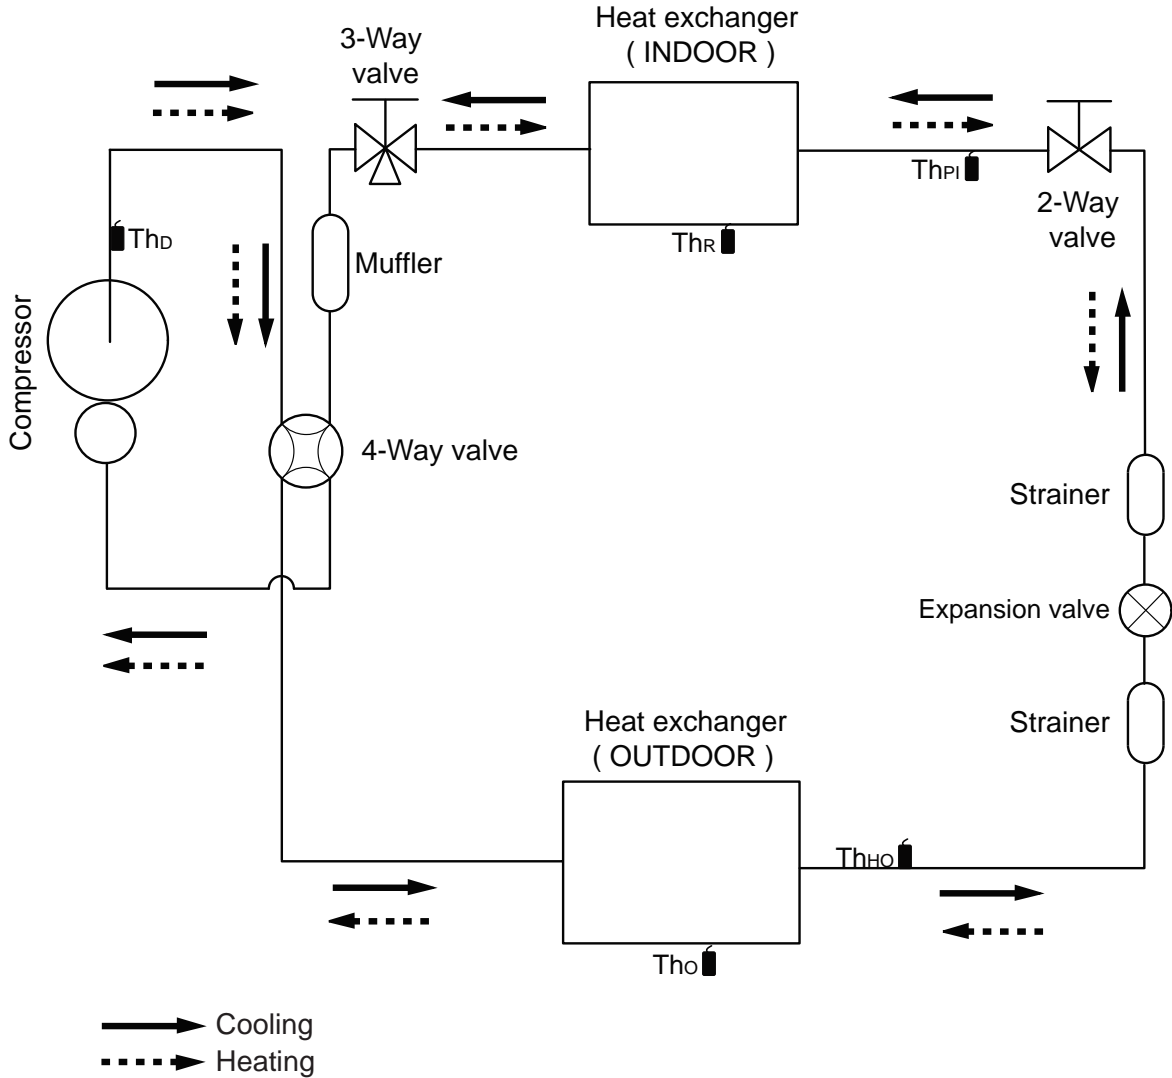 Heat exchanger
( INDOOR )
3-Way
valve
ThPI
2-Way
valve
ThD
ThR
Muffler
Compressor
4-Way valve
Strainer
Expansion valve
Strainer
Heat exchanger
( OUTDOOR )
ThHO
ThO
Cooling
Heating